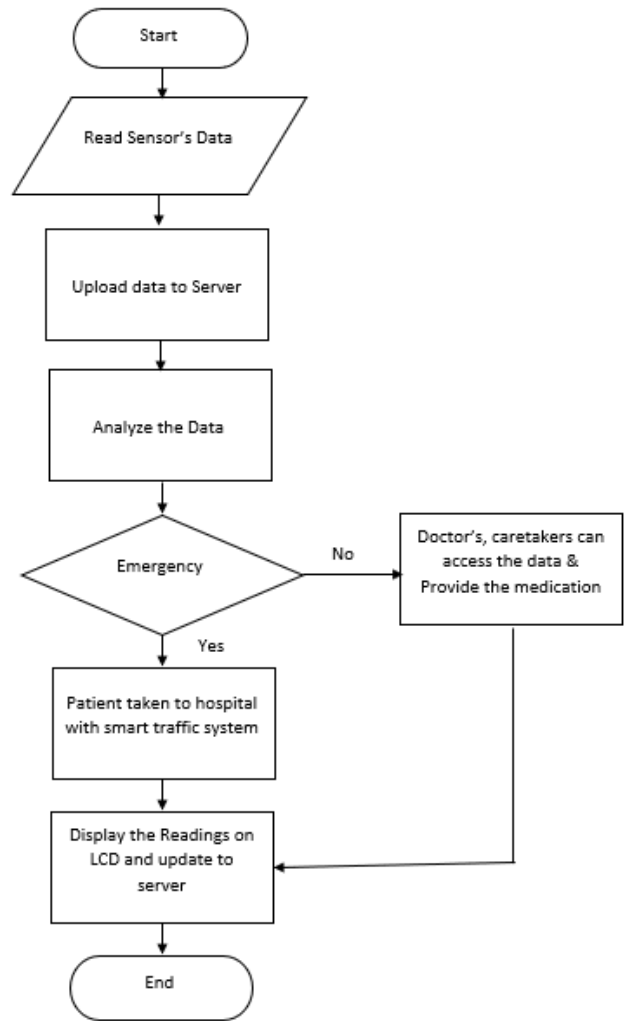 Start
Read Sensor's Data
Upload data to Server
Analyze the Data
Emergency
No
Doctor's, caretakers can
access the data &
Provide the medication
Yes
Patient taken to hospital
with smart traffic system
Display the Readings on
LCD and update to
server
End